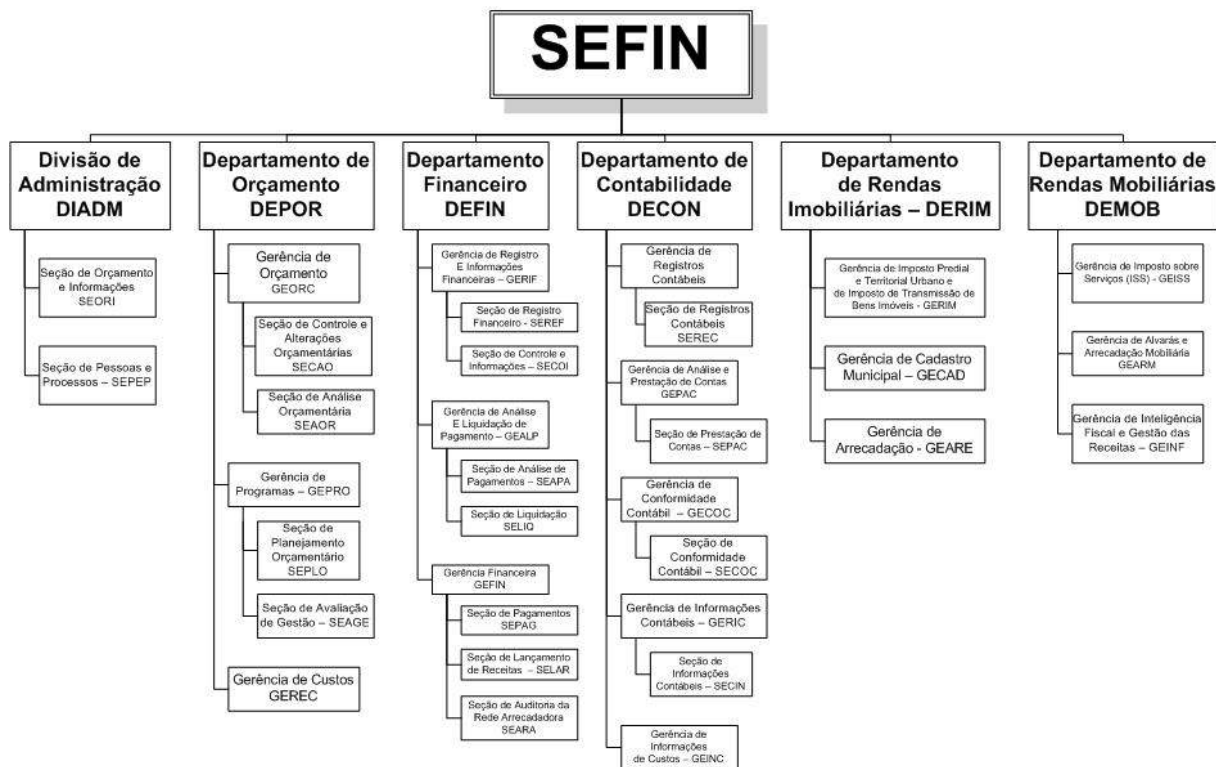 SEFIN
Divisão de
Administração
DIADM
Seção de Orçamento
e Informações
SEORI
Seção de Pessoas e
Processos – SEPEP
Departamento de
Orçamento
DEPOR
Gerência de
Orçamento
GEORC
Seção de Controle e
Alterações
Orçamentárias
SECAO
Seção de Análise
Orçamentária
SEAOR
Gerência de
Programas – GEPRO
Seção de
Planejamento
Orçamentário
SEPLO
Seção de Avaliação
de Gestão – SEAGE
Gerência de Custos
GEREC
Departamento
Financeiro
DEFIN
Gerência de Registro
E Informações
Financeiras – GERIF
Seção de Registro
Financeiro - SEREF
Seção de Controle e
Informações – SECOI
Gerência de Análise
E Liquidação de
Pagamento – GEALP
Seção de Análise de
Pagamentos – SEAPA
Seção de Liquidação
SELIQ
Gerência Financeira
GEFIN
Seção de Pagamentos
SEPAG
Seção de Lançamento
de Receitas – SELAR
Seção de Auditoria da
Rede Arrecadadora
SEARA
Departamento de
Contabilidade
DECON
Gerência de
Registros
Contábeis
Seção de Registros
Contábeis
SEREC
Gerência de Análise e
Prestação de Contas
GEPAC
Seção de Prestação de
Contas – SEPAC
Gerência de
Conformidade
Contábil – GECOC
Seção de
Conformidade
Contábil – SECOC
Gerência de Informações
Contábeis – GERIC
Seção de
Informações
Contábeis – SECIN
Gerência de
Informações
de Custos – GEINC
Departamento
de Rendas
Imobiliárias – DERIM
Gerência de Imposto Predial
e Territorial Urbano e
de Imposto de Transmissão de
Bens Imóveis - GERIM
Gerência de Cadastro
Municipal – GECAD
Gerência de
Arrecadação - GEARE
Departamento de
Rendas Mobiliárias
DEMOB
Gerência de Imposto sobre
Serviços (ISS) - GEISS
Gerência de Alvarás e
Arrecadação Mobiliária
GEARM
Gerência de Inteligência
Fiscal e Gestão das
Receitas – GEINF